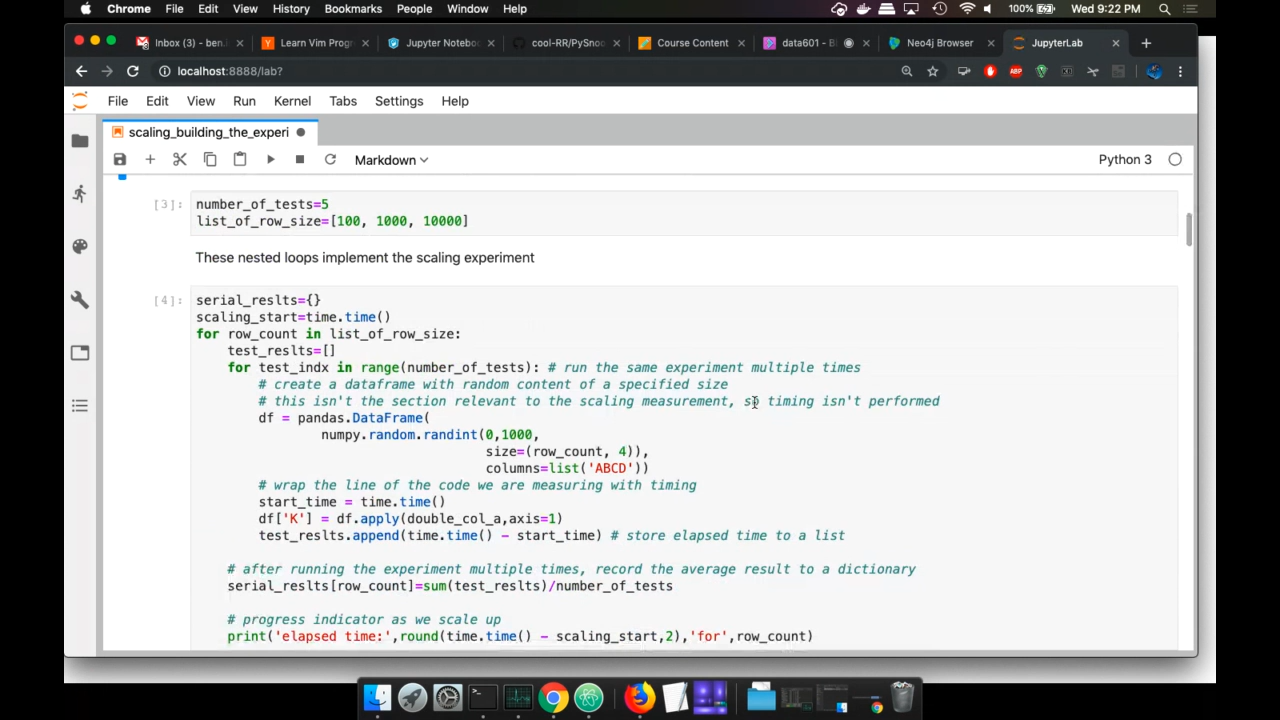 Chrome File Edit View History Bookmarks People Window Help 100% Wed 9:22 PM
Inbox (3) - ben.i Learn Vim Prog Jupyter Notebo cool-RR/PySnoo Course Content data601 - B Neo4j Browser JupyterLab
localhost:8888/lab?
File Edit View Run Kernel Tabs Settings Help
scaling_building_the_experi
Markdown Python 3
[3]: number_of_tests=5
list_of_row_size=[100, 1000, 10000]
These nested loops implement the scaling experiment
[4]: serial_reslts={}
scaling_start=time.time()
for row_count in list_of_row_size:
    test_reslts=[]
    for test_indx in range(number_of_tests): # run the same experiment multiple times
        # create a dataframe with random content of a specified size
        # this isn't the section relevant to the scaling measurement, so timing isn't performed
        df = pandas.DataFrame(
                numpy.random.randint(0,1000,
                                     size=(row_count, 4)),
                                     columns=list('ABCD'))
        # wrap the line of the code we are measuring with timing
        start_time = time.time()
        df['K'] = df.apply(double_col_a,axis=1)
        test_reslts.append(time.time() - start_time) # store elapsed time to a list
    # after running the experiment multiple times, record the average result to a dictionary
    serial_reslts[row_count]=sum(test_reslts)/number_of_tests
    # progress indicator as we scale up
    print('elapsed time:',round(time.time() - scaling_start,2),'for',row_count)